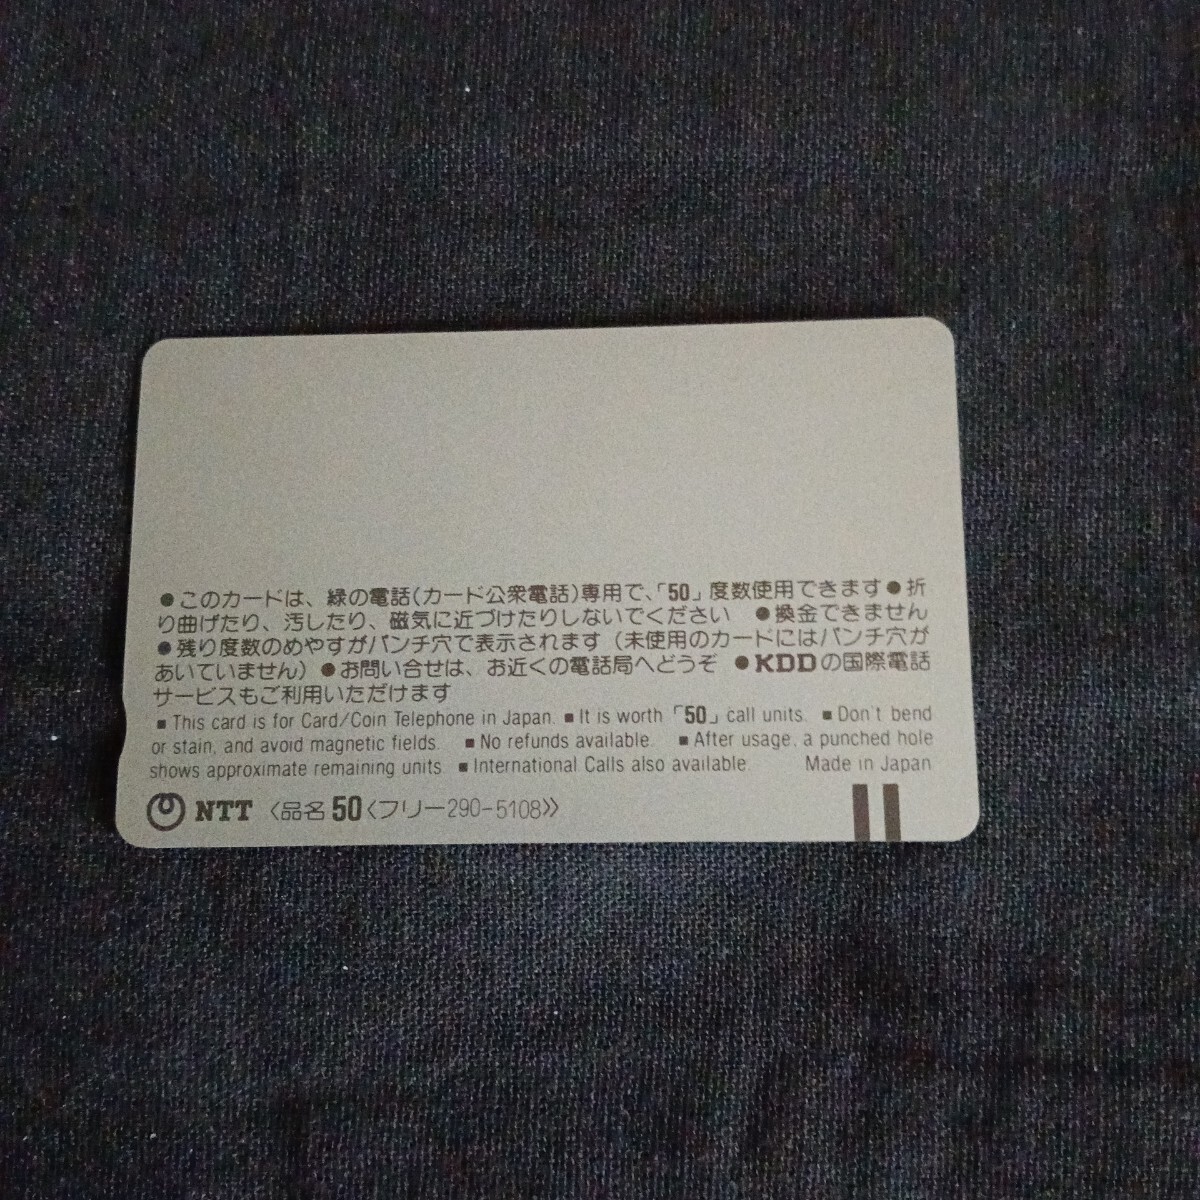 ●このカードは、緑の電話(カード公衆電話)専用で、「50」度数使用できます●折
り曲げたり、汚したり、磁気に近づけたりしないでください ●換金できません
●残り度数のめやすがパンチ穴で表示されます(未使用のカードにはパンチ穴が
あいていません)●お問い合せは、お近くの電話局へどうぞ ●KDDの国際電話
サービスもご利用いただけます
■This card is for Card/Coin Telephone in Japan. ■It is worth「50」call units. ■Don't bend
or stain, and avoid magnetic fields. ■No refunds available. ■After usage, a punched hole
shows approximate remaining units. ■International Calls also available. Made in Japan
NTT 〈品名 50〈フリー290-5108》